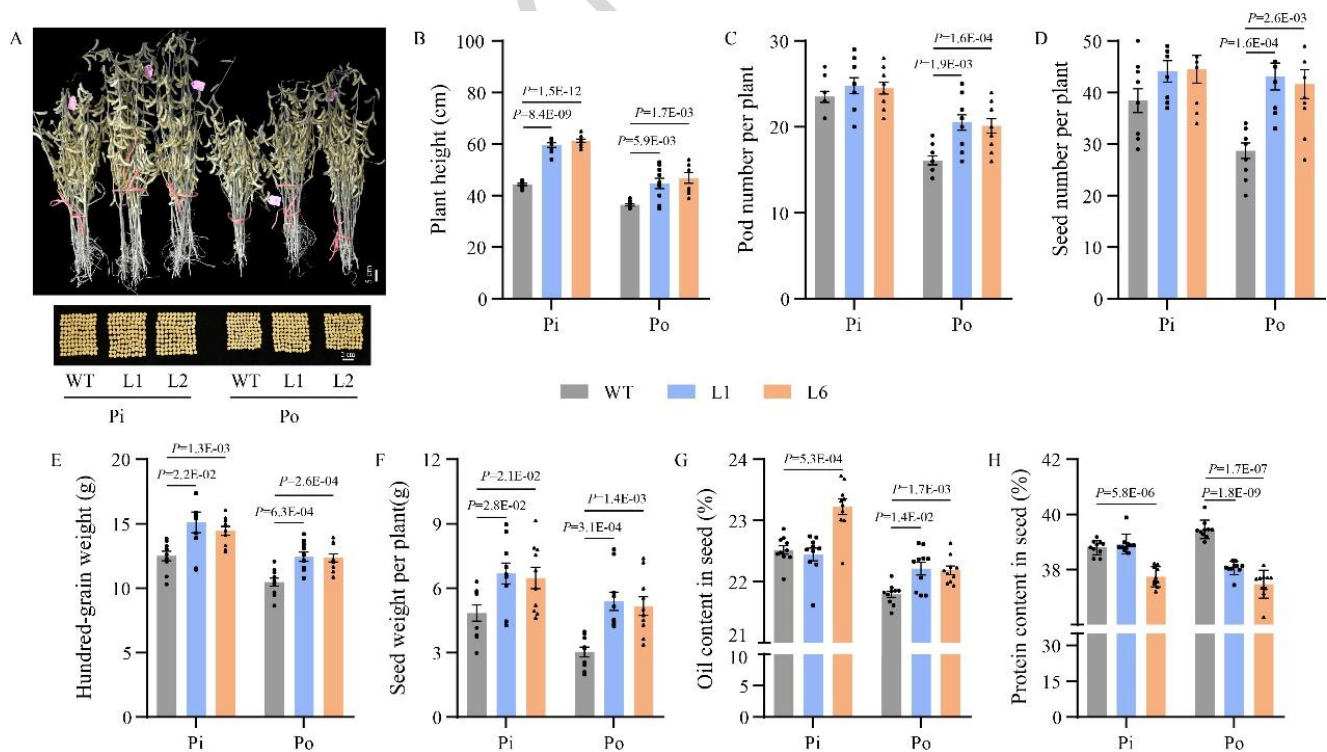 A
5 cm
2 cm
WT L1 L2 WT L1 L2
Pi Po
B
Plant height (cm)
100
80
60
40
60
0
P=1.5E-12
P=8.4E-09
P=1.7E-03
P=5.9E-03
Pi Po
C
Pod number per plant
30
20
10
0
P=1.6E-04
P=1.9E-03
Pi Po
D
Seed number per plant
50
40
30
20
10
0
P=2.6E-03
P=1.6E-04
Pi Po
WT L1 L6
E
Hundred-grain weight (g)
20
15
10
5
0
P=1.3E-03
P=2.2E-02
P=2.6E-04
P=6.3E-04
Pi Po
F
Seed weight per plant(g)
12
9
6
3
0
P=2.1E-02
P=2.8E-02
P=1.4E-03
P=3.1E-04
Pi Po
G
Oil content in seed (%)
24
23
22
21
10
8
6
4
2
0
P=5.3E-04
P=1.7E-03
P=1.4E-02
Pi Po
H
Protein content in seed (%)
42
40
38
30
15
0
P=5.8E-06
P=1.7E-07
P=1.8E-09
Pi Po